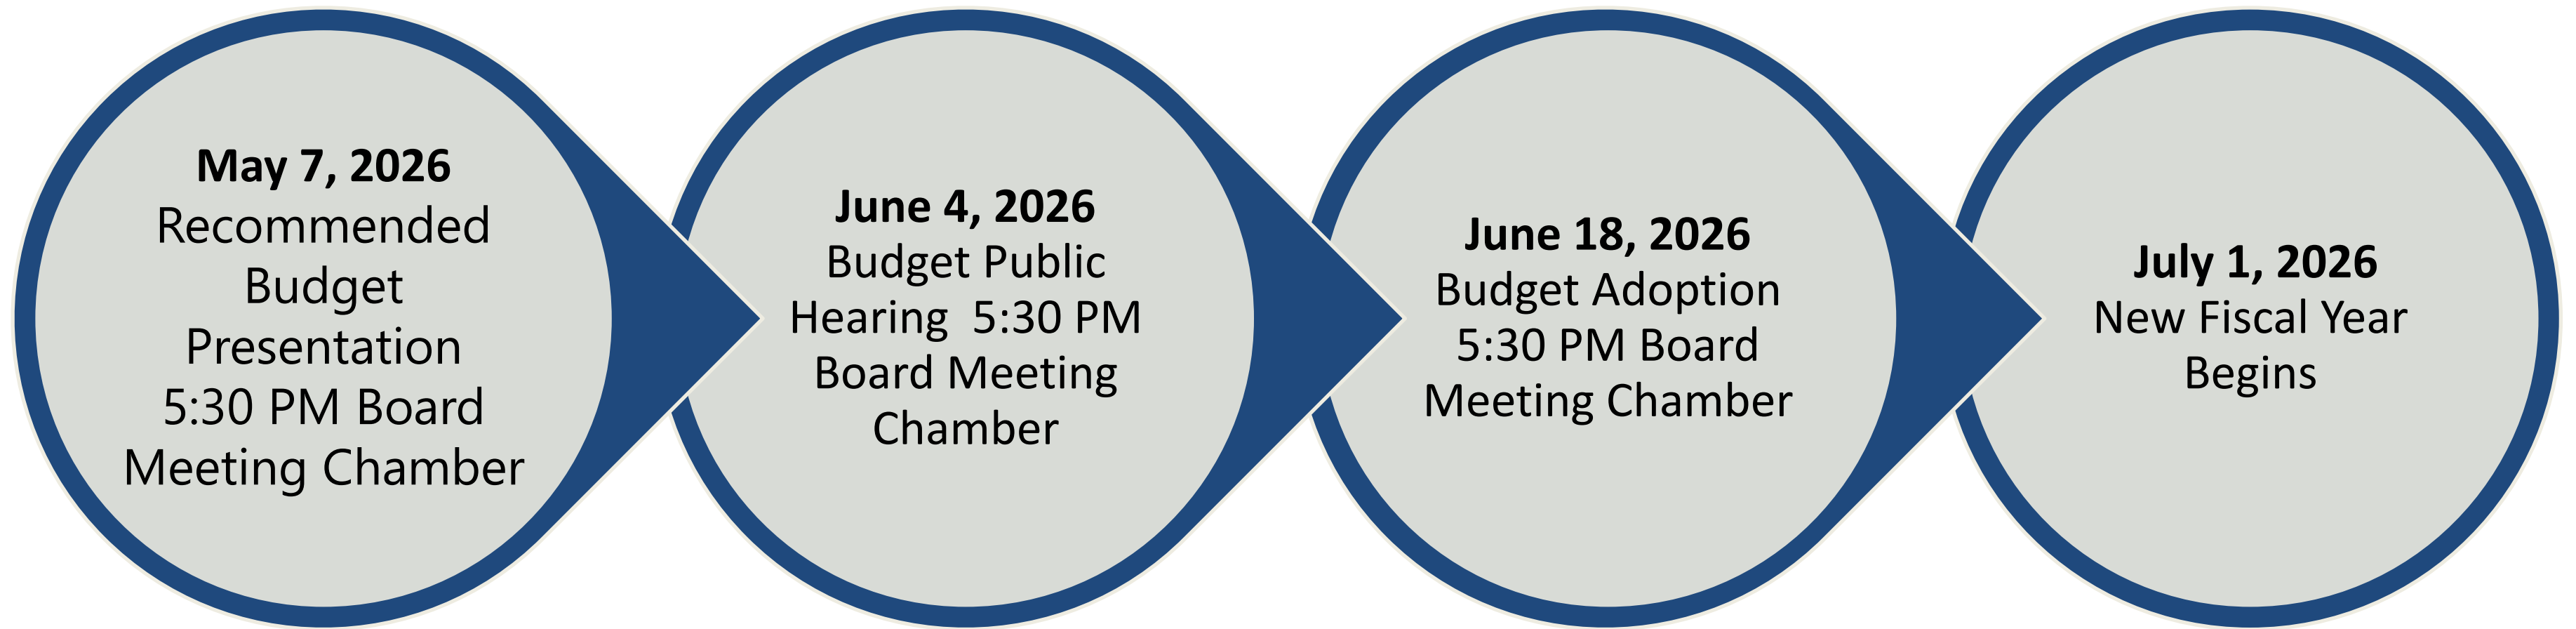 May 7, 2026
Recommended
Budget
Presentation
5:30 PM Board
Meeting Chamber
June 4, 2026
Budget Public
Hearing  5:30 PM
Board Meeting
Chamber
June 18, 2026
Budget Adoption
5:30 PM Board
Meeting Chamber
July 1, 2026
New Fiscal Year
Begins